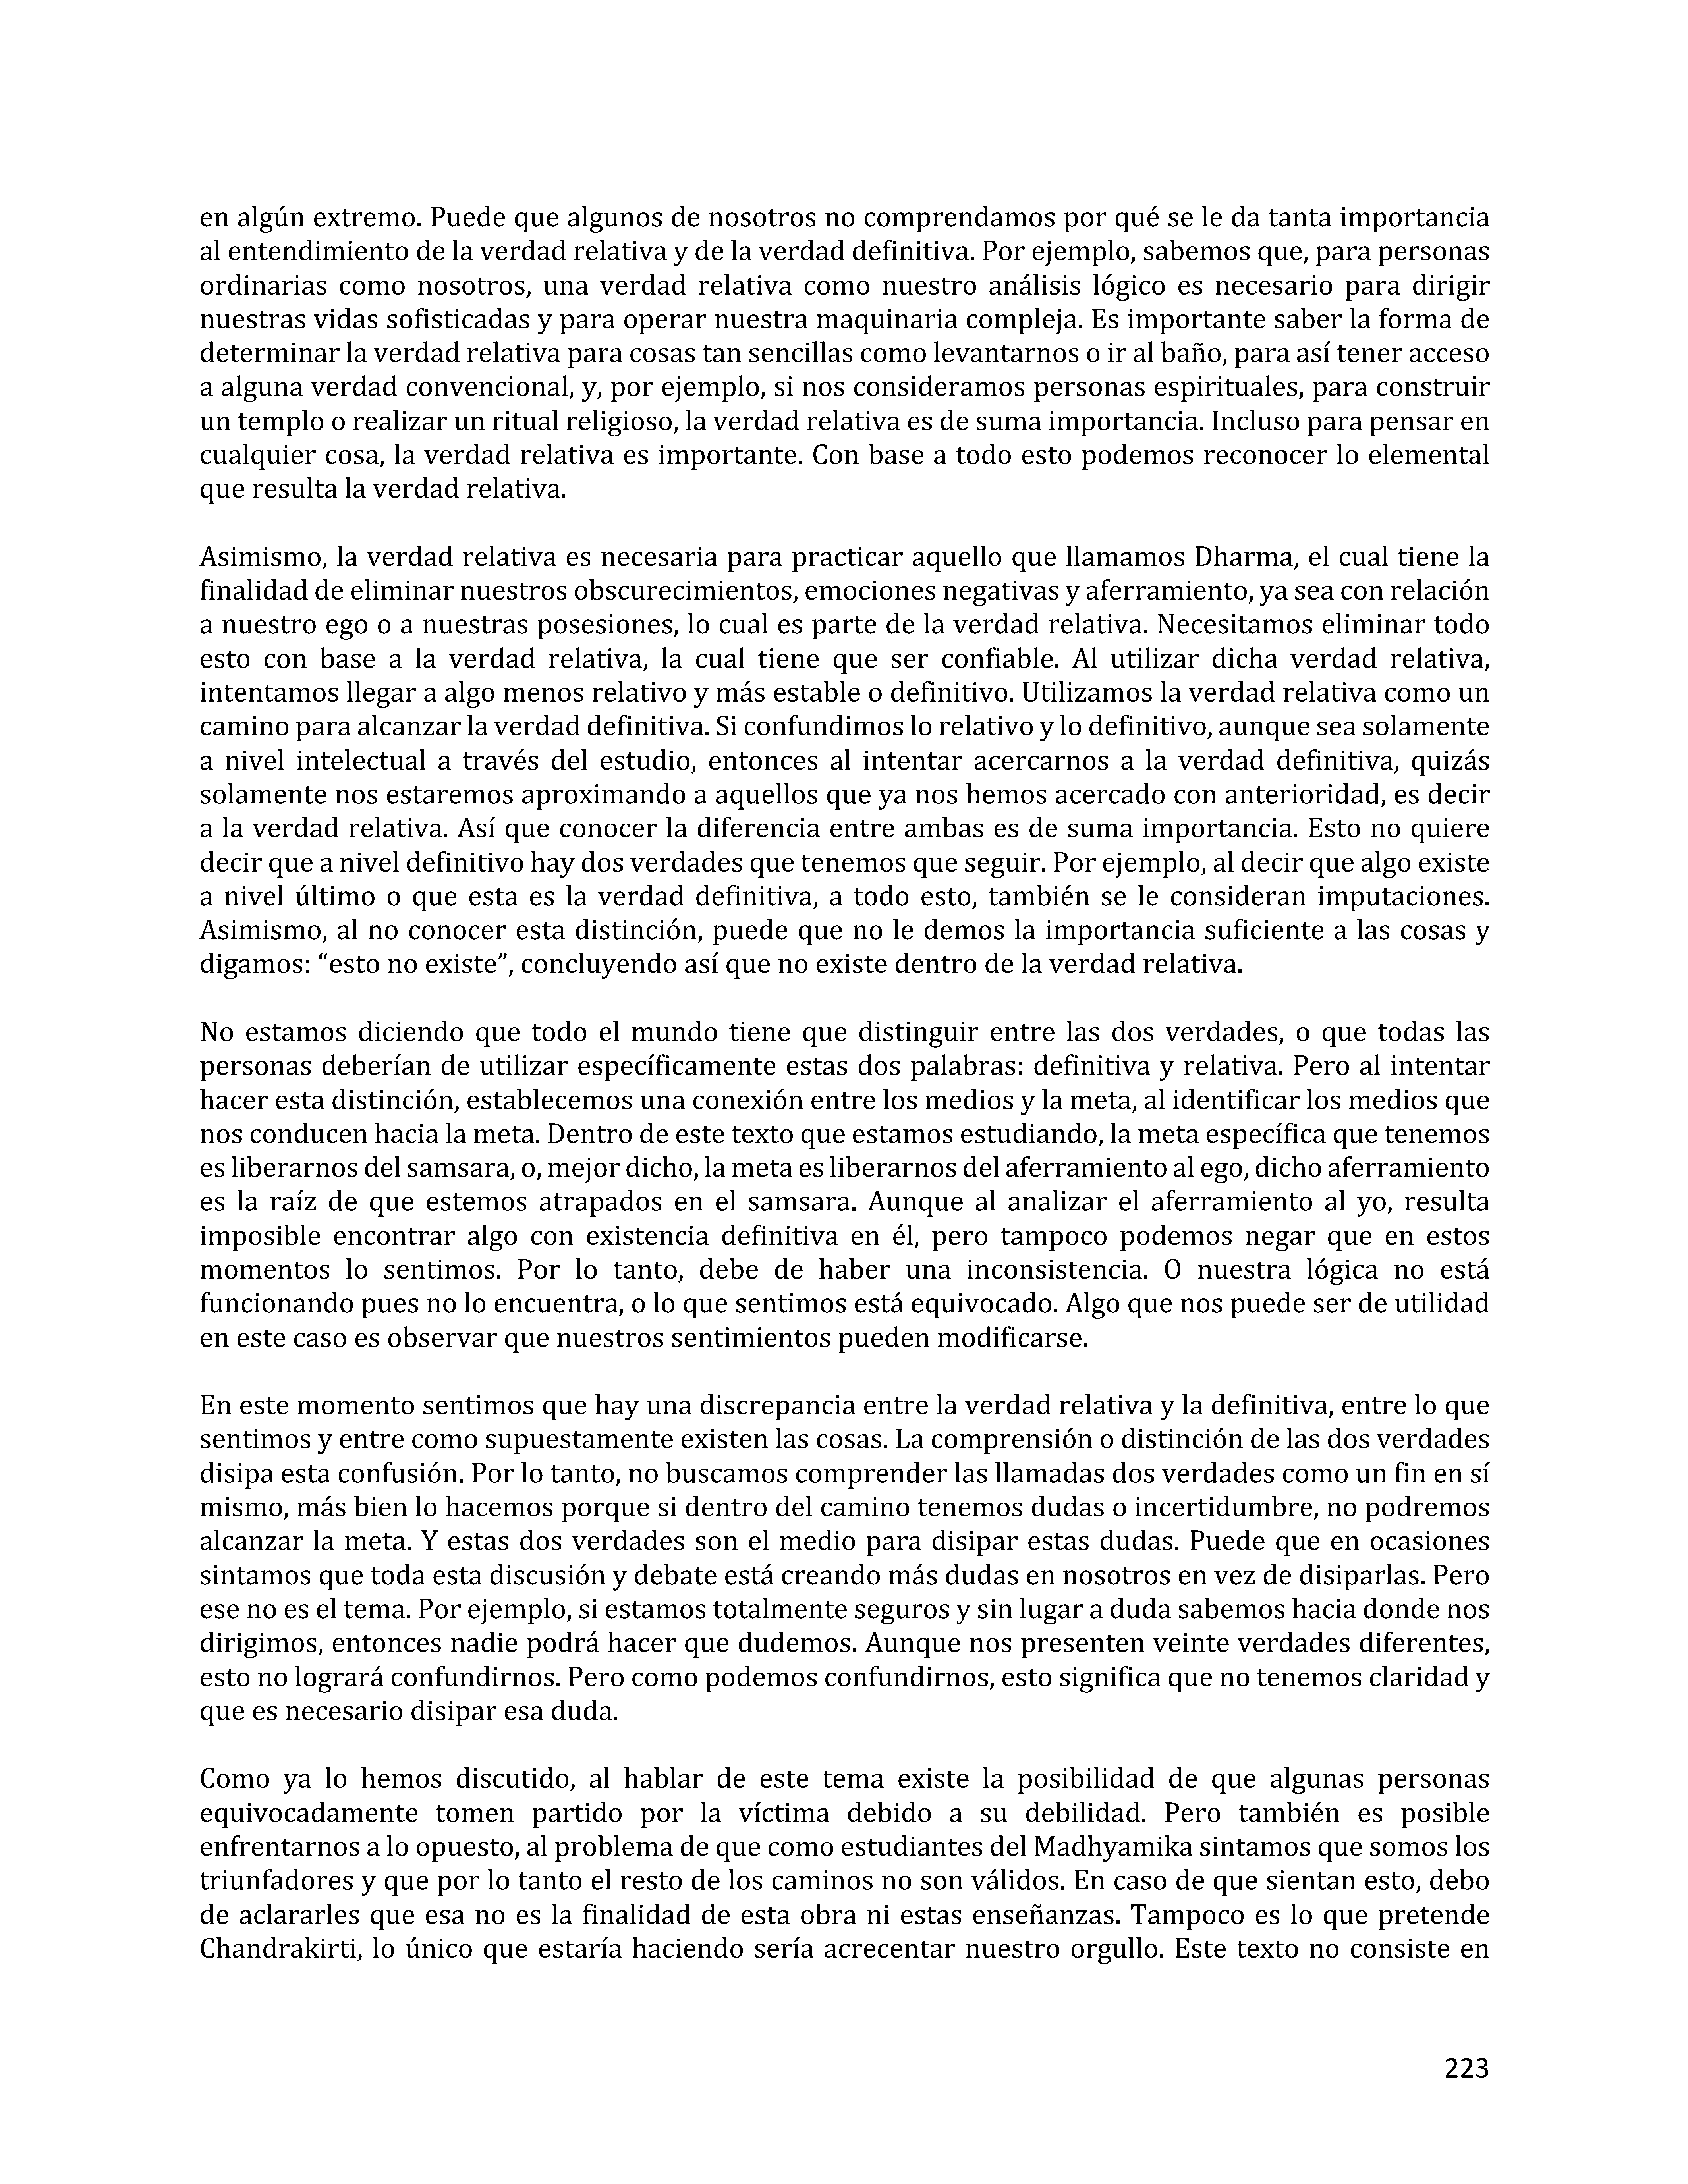 en algún extremo. Puede que algunos de nosotros no comprendamos por qué se le da tanta importancia
al entendimiento de la verdad relativa y de la verdad definitiva. Por ejemplo, sabemos que, para personas
ordinarias como nosotros, una verdad relativa como nuestro análisis lógico es necesario para dirigir
nuestras vidas sofisticadas y para operar nuestra maquinaria compleja. Es importante saber la forma de
determinar la verdad relativa para cosas tan sencillas como levantarnos o ir al baño, para así tener acceso
a alguna verdad convencional, y, por ejemplo, si nos consideramos personas espirituales, para construir
un templo o realizar un ritual religioso, la verdad relativa es de suma importancia. Incluso para pensar en
cualquier cosa, la verdad relativa es importante. Con base a todo esto podemos reconocer lo elemental
que resulta la verdad relativa.
Asimismo, la verdad relativa es necesaria para practicar aquello que llamamos Dharma, el cual tiene la
finalidad de eliminar nuestros obscurecimientos, emociones negativas y aferramiento, ya sea con relación
a nuestro ego o a nuestras posesiones, lo cual es parte de la verdad relativa. Necesitamos eliminar todo
esto con base a la verdad relativa, la cual tiene que ser confiable. Al utilizar dicha verdad relativa,
intentamos llegar a algo menos relativo y más estable o definitivo. Utilizamos la verdad relativa como un
camino para alcanzar la verdad definitiva. Si confundimos lo relativo y lo definitivo, aunque sea solamente
a nivel intelectual a través del estudio, entonces al intentar acercarnos a la verdad definitiva, quizás
solamente nos estaremos aproximando a aquellos que ya nos hemos acercado con anterioridad, es decir
a la verdad relativa. Así que conocer la diferencia entre ambas es de suma importancia. Esto no quiere
decir que a nivel definitivo hay dos verdades que tenemos que seguir. Por ejemplo, al decir que algo existe
a nivel último o que esta es la verdad definitiva, a todo esto, también se le consideran imputaciones.
Asimismo, al no conocer esta distinción, puede que no le demos la importancia suficiente a las cosas y
digamos: “esto no existe”, concluyendo así que no existe dentro de la verdad relativa.
No estamos diciendo que todo el mundo tiene que distinguir entre las dos verdades, o que todas las
personas deberían de utilizar específicamente estas dos palabras: definitiva y relativa. Pero al intentar
hacer esta distinción, establecemos una conexión entre los medios y la meta, al identificar los medios que
nos conducen hacia la meta. Dentro de este texto que estamos estudiando, la meta específica que tenemos
es liberarnos del samsara, o, mejor dicho, la meta es liberarnos del aferramiento al ego, dicho aferramiento
es la raíz de que estemos atrapados en el samsara. Aunque al analizar el aferramiento al yo, resulta
imposible encontrar algo con existencia definitiva en él, pero tampoco podemos negar que en estos
momentos lo sentimos. Por lo tanto, debe de haber una inconsistencia. O nuestra lógica no está
funcionando pues no lo encuentra, o lo que sentimos está equivocado. Algo que nos puede ser de utilidad
en este caso es observar que nuestros sentimientos pueden modificarse.
En este momento sentimos que hay una discrepancia entre la verdad relativa y la definitiva, entre lo que
sentimos y entre como supuestamente existen las cosas. La comprensión o distinción de las dos verdades
disipa esta confusión. Por lo tanto, no buscamos comprender las llamadas dos verdades como un fin en sí
mismo, más bien lo hacemos porque si dentro del camino tenemos dudas o incertidumbre, no podremos
alcanzar la meta. Y estas dos verdades son el medio para disipar estas dudas. Puede que en ocasiones
sintamos que toda esta discusión y debate está creando más dudas en nosotros en vez de disiparlas. Pero
ese no es el tema. Por ejemplo, si estamos totalmente seguros y sin lugar a duda sabemos hacia donde nos
dirigimos, entonces nadie podrá hacer que dudemos. Aunque nos presenten veinte verdades diferentes,
esto no logrará confundirnos. Pero como podemos confundirnos, esto significa que no tenemos claridad y
que es necesario disipar esa duda.
Como ya lo hemos discutido, al hablar de este tema existe la posibilidad de que algunas personas
equivocadamente tomen partido por la víctima debido a su debilidad. Pero también es posible
enfrentarnos a lo opuesto, al problema de que como estudiantes del Madhyamika sintamos que somos los
triunfadores y que por lo tanto el resto de los caminos no son válidos. En caso de que sientan esto, debo
de aclararles que esa no es la finalidad de esta obra ni estas enseñanzas. Tampoco es lo que pretende
Chandrakirti, lo único que estaría haciendo sería acrecentar nuestro orgullo. Este texto no consiste en
223